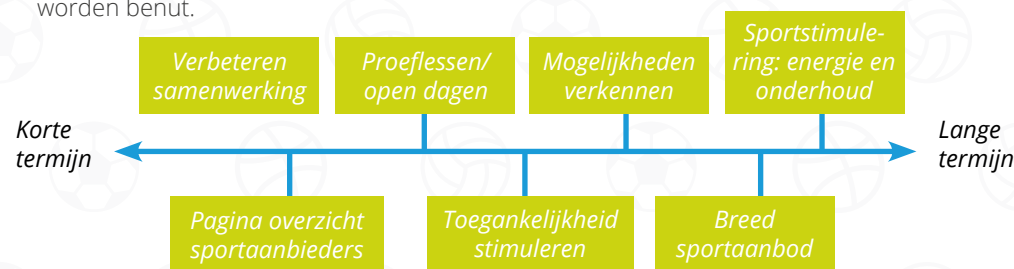 worden benut.
Verbeteren
samenwerking
Proeflessen/
open dagen
Mogelijkheden
verkennen
Sportstimule-
ring: energie en
onderhoud
Korte
termijn
Lange
termijn
Pagina overzicht
sportaanbieders
Toegankelijkheid
stimuleren
Breed
sportaanbod